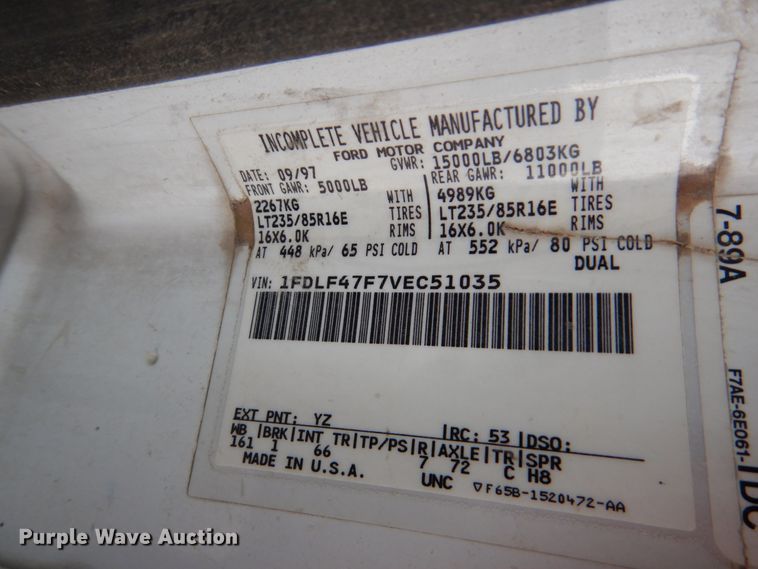 INCOMPLETE VEHICLE MANUFACTURED BY
FORD MOTOR COMPANY
DATE: 09/97 GVWR: 15000LB/6803KG
FRONT GAWR: 5000LB REAR GAWR: 11000LB
2267KG WITH 4989KG WITH
LT235/85R16E TIRES LT235/85R16E TIRES
16X6.0K RIMS 16X6.0K RIMS
AT 448 kPa/ 65 PSI COLD AT 552 kPa/ 80 PSI COLD
DUAL
VIN: 1FDLF47F7VEC51035
EXT PNT: YZ RC: 53 DSO:
WB BRK INT TR TP/PS R AXLE TR SPR
161 1 66 7 72 C H8
MADE IN U.S.A. UNC
▽F65B-1520472-AA
7-89A
F7AE-6E061-TDC
Purple Wave Auction